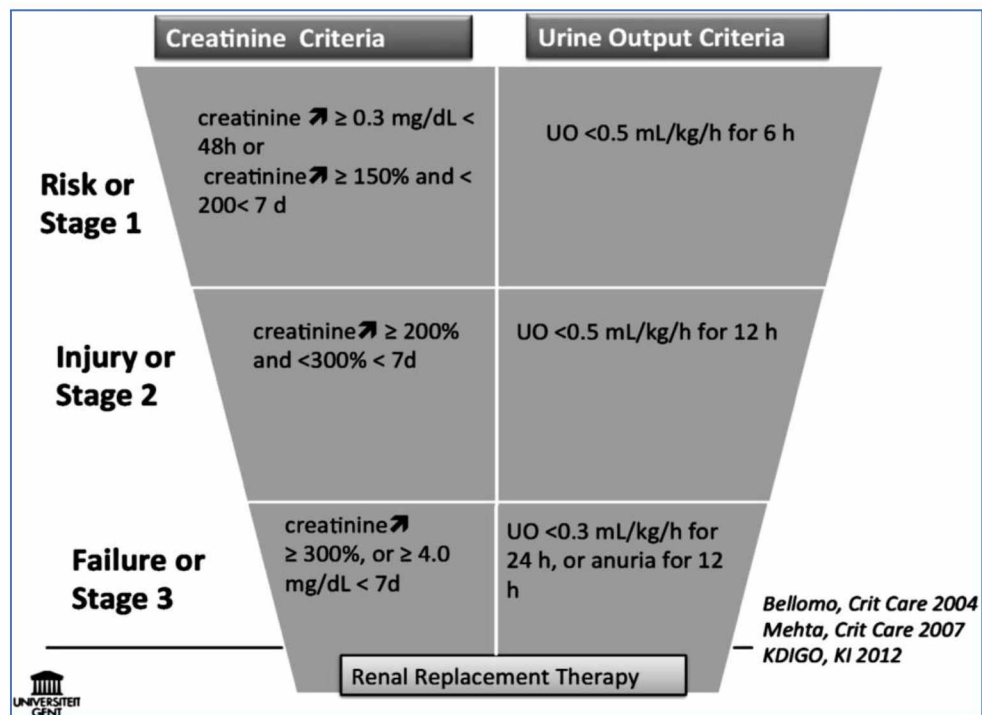 Creatinine Criteria
Urine Output Criteria
Risk or
Stage 1
creatinine ↗ ≥ 0.3 mg/dL <
48h or
creatinine↗ ≥ 150% and <
200< 7 d
UO <0.5 mL/kg/h for 6 h
Injury or
Stage 2
creatinine↗ ≥ 200%
and <300% < 7d
UO <0.5 mL/kg/h for 12 h
Failure or
Stage 3
creatinine↗
≥ 300%, or ≥ 4.0
mg/dL < 7d
UO <0.3 mL/kg/h for
24 h, or anuria for 12
h
Renal Replacement Therapy
Bellomo, Crit Care 2004
Mehta, Crit Care 2007
KDIGO, KI 2012
UNIVERSITEIT
GENT